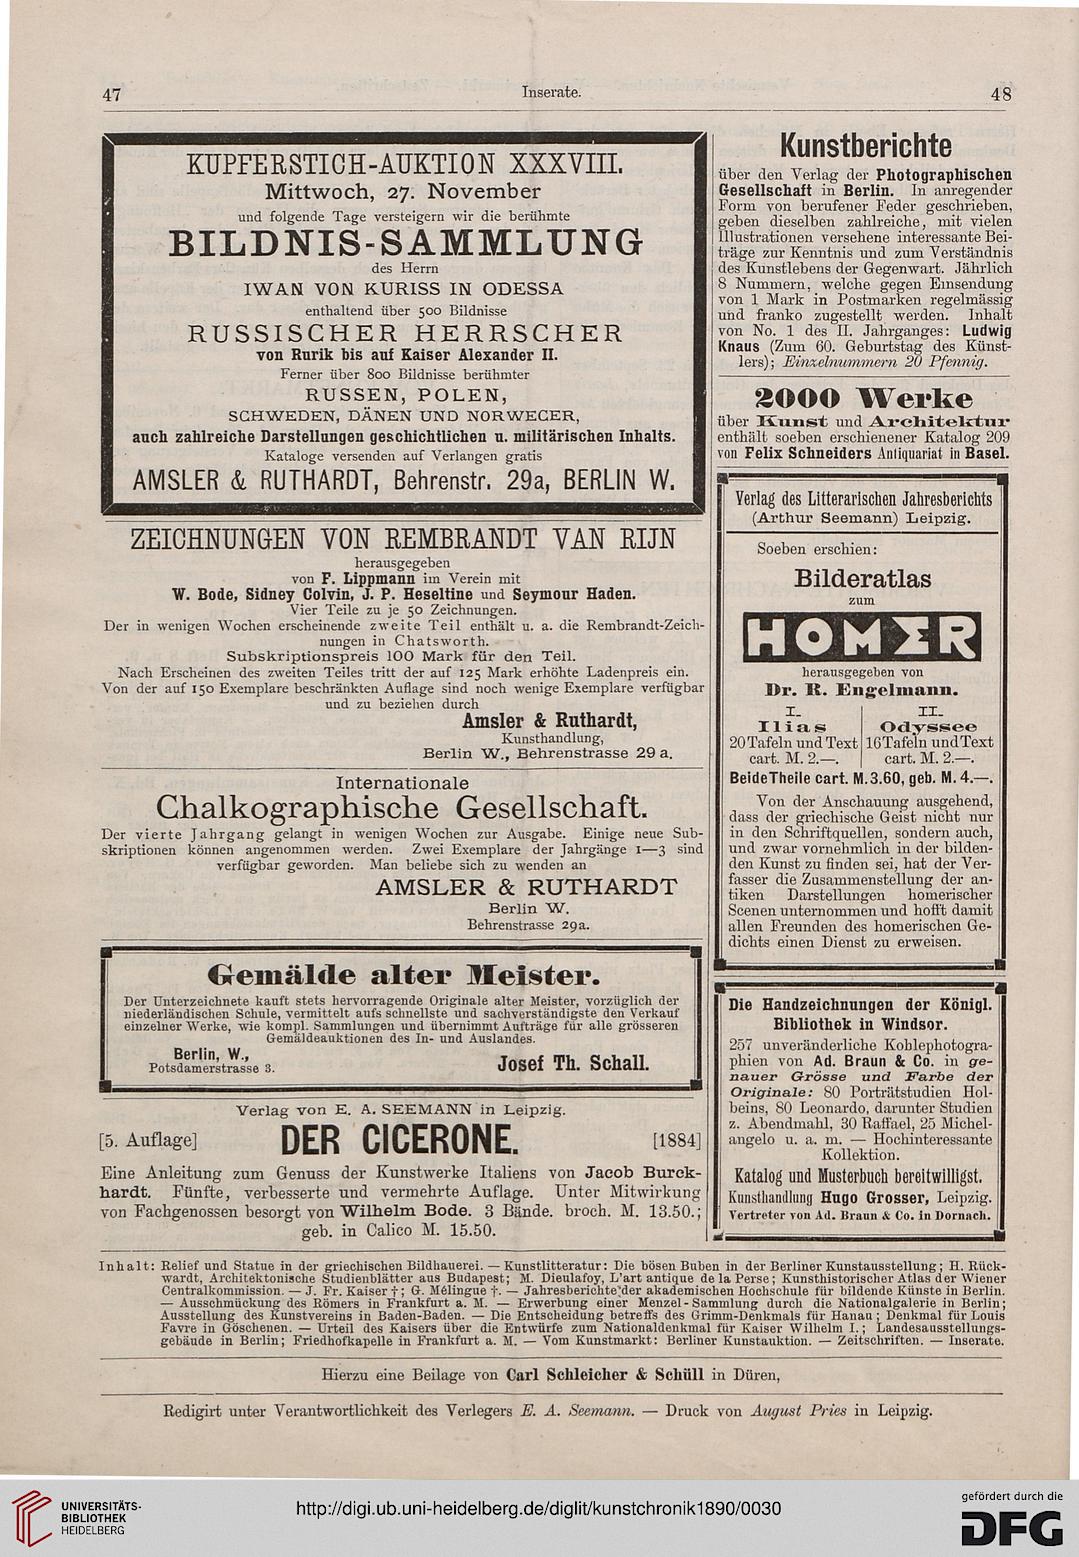 47
Inserate.
48
KUPFERSTICH-AUKTION XXXVIII.
Mittwoch, 27. November
und folgende Tage versteigern wir die berühmte
BILDNIS-SAMMLUNG
des Herrn
IWAN VON KURISS IN ODESSA
enthaltend über 500 Bildnisse
RUSSISCHER HERRSCHER
von Rurik bis auf Kaiser Alexander II.
Ferner über 800 Bildnisse berühmter
RUSSEN, POLEN,
SCHWEDEN, DÄNEN UND NORWEGER,
auch zahlreiche Darstellungen geschichtlichen u. militärischen Inhalts.
Kataloge versenden auf Verlangen gratis
AMSLER & RUTHARDT, Behrenstr. 29a, BERLIN W.
ZEICHNUNGEN VON REMBRANDT VAN RIJN
herausgegeben
von F. Lippmann im Verein mit
W. Bode, Sidney Colvin, J. P. Heseltine und Seymour Haden.
Vier Teile zu je 50 Zeichnungen.
Der in wenigen Wochen erscheinende zweite Teil enthält u. a. die Rembrandt-Zeich-
nungen in Chatsworth.
Subskriptionspreis 100 Mark für den Teil.
Nach Erscheinen des zweiten Teiles tritt der auf 125 Mark erhöhte Ladenpreis ein.
Von der auf 150 Exemplare beschränkten Auflage sind noch wenige Exemplare verfügbar
und zu beziehen durch
Amsler & Ruthardt,
Kunsthandlung,
Berlin W., Behrenstrasse 29 a.
Internationale
Chalkographische Gesellschaft.
Der vierte Jahrgang gelangt in wenigen Wochen zur Ausgabe. Einige neue Sub-
skriptionen können angenommen werden. Zwei Exemplare der Jahrgänge 1—3 sind
verfügbar geworden. Man beliebe sich zu wenden an
AMSLER & RUTHARDT
Berlin W.
Behrenstrasse 29a.
Gemälde alter Meister.
Der Unterzeichnete kauft stets hervorragende Originale alter Meister, vorzüglich der
niederländischen Schule, vermittelt aufs schnellste und sachverständigste den Verkauf
einzelner Werke, wie kompl. Sammlungen und übernimmt Aufträge für alle grösseren
Gemäldeauktionen des In- und Auslandes.
Berlin, W.,
Potsdamerstrasse 3.
Josef Th. Schall.
Verlag von E. A. SEEMANN in Leipzig.
[5. Auflage] DER CICERONE. [1884]
Eine Anleitung zum Genuss der Kunstwerke Italiens von Jacob Burck-
hardt. Fünfte, verbesserte und vermehrte Auflage. Unter Mitwirkung
von Fachgenossen besorgt von Wilhelm Bode. 3 Bände. broch. M. 13.50.;
geb. in Calico M. 15.50.
Kunstberichte
über den Verlag der Photographischen
Gesellschaft in Berlin. In anregender
Form von berufener Feder geschrieben,
geben dieselben zahlreiche, mit vielen
Illustrationen versehene interessante Bei-
träge zur Kenntnis und zum Verständnis
des Kunstlebens der Gegenwart. Jährlich
8 Nummern, welche gegen Einsendung
von 1 Mark in Postmarken regelmässig
und franko zugestellt werden. Inhalt
von No. 1 des II. Jahrganges: Ludwig
Knaus (Zum 60. Geburtstag des Künst-
lers); Einzelnummern 20 Pfennig.
2000 Werke
über Kunst und Architektur
enthält soeben erschienener Katalog 209
von Felix Schneiders Antiquariat in Basel.
Verlag des Litterarischen Jahresberichts
(Arthur Seemann) Leipzig.
Soeben erschien:
Bilderatlas
zum
HOMER
herausgegeben von
Dr. R. Engelmann.
I. II.
Ilias Odyssee
20 Tafeln und Text 16 Tafeln und Text
cart. M. 2.—. cart. M. 2.—.
Beide Theile cart. M. 3.60, geb. M. 4.—.
Von der Anschauung ausgehend,
dass der griechische Geist nicht nur
in den Schriftquellen, sondern auch,
und zwar vornehmlich in der bilden-
den Kunst zu finden sei, hat der Ver-
fasser die Zusammenstellung der an-
tiken Darstellungen homerischer
Scenen unternommen und hofft damit
allen Freunden des homerischen Ge-
dichts einen Dienst zu erweisen.
Die Handzeichnungen der Königl.
Bibliothek in Windsor.
257 unveränderliche Kohlephotogra-
phien von Ad. Braun & Co. in ge-
nauer Grösse und Farbe der
Originale: 80 Porträtstudien Hol-
beins, 80 Leonardo, darunter Studien
z. Abendmahl, 30 Raffael, 25 Michel-
angelo u. a. m. — Hochinteressante
Kollektion.
Katalog und Musterbuch bereitwilligst.
Kunsthandlung Hugo Grosser, Leipzig.
Vertreter von Ad. Braun & Co. in Dornach.
Inhalt: Relief und Statue in der griechischen Bildhauerei. — Kunstlitteratur: Die bösen Buben in der Berliner Kunstausstellung; H. Rück-
wardt, Architektonische Studienblätter aus Budapest; M. Dieulafoy, L'art antique de la Perse; Kunsthistorischer Atlas der Wiener
Centralkommission. — J. Fr. Kaiser †; G. Mélingue †. — Jahresberichte der akademischen Hochschule für bildende Künste in Berlin.
— Ausschmückung des Römers in Frankfurt a. M. — Erwerbung einer Menzel-Sammlung durch die Nationalgalerie in Berlin;
Ausstellung des Kunstvereins in Baden-Baden. — Die Entscheidung betreffs des Grimm-Denkmals für Hanau; Denkmal für Louis
Favre in Göschenen. — Urteil des Kaisers über die Entwürfe zum Nationaldenkmal für Kaiser Wilhelm I.; Landesausstellungs-
gebäude in Berlin; Friedhofkapelle in Frankfurt a. M. — Vom Kunstmarkt: Berliner Kunstauktion. — Zeitschriften. — Inserate.
Hierzu eine Beilage von Carl Schleicher & Schüll in Düren,
Redigirt unter Verantwortlichkeit des Verlegers E. A. Seemann. — Druck von August Pries in Leipzig.
UNIVERSITÄTS-
BIBLIOTHEK
HEIDELBERG
http://digi.ub.uni-heidelberg.de/diglit/kunstchronik1890/0030
gefördert durch die
DFG